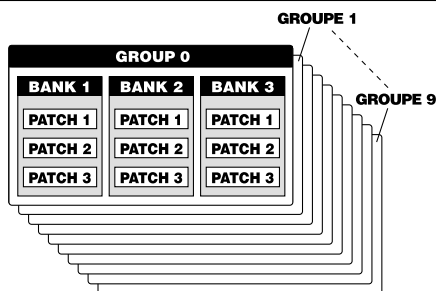 GROUPE 1
GROUP 0
GROUPE 9
BANK 1 BANK 2 BANK 3
PATCH 1 PATCH 1 PATCH 1
PATCH 2 PATCH 2 PATCH 2
PATCH 3 PATCH 3 PATCH 3